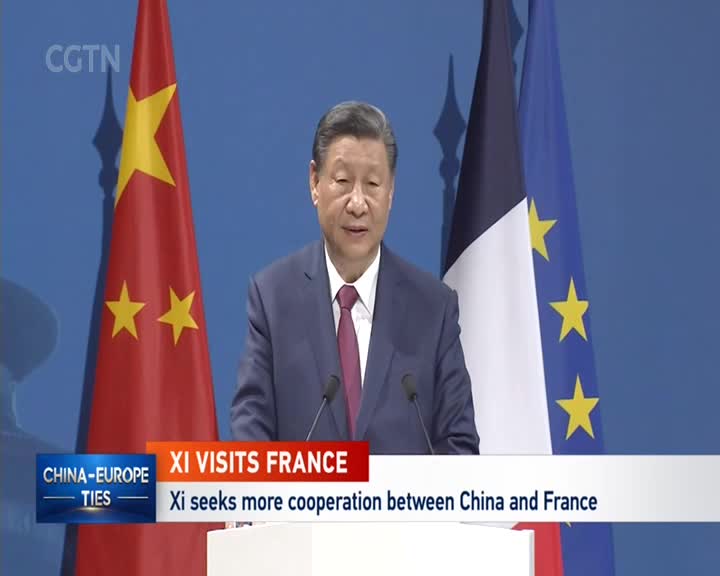 CGTN
XI VISITS FRANCE
CHINA-EUROPE
TIES
Xi seeks more cooperation between China and France